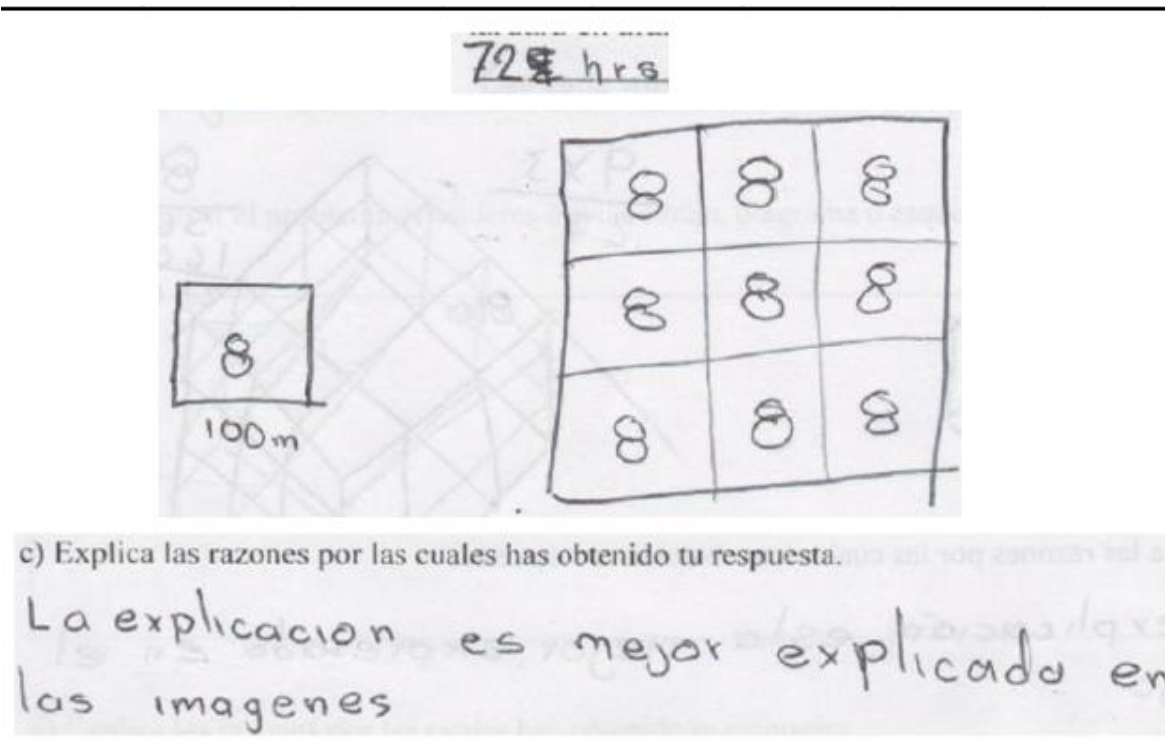 72 hrs
8 8 8
8 8 8
8
100m
8 8 8
c) Explica las razones por las cuales has obtenido tu respuesta.
La explicacion es mejor explicada en
las imagenes